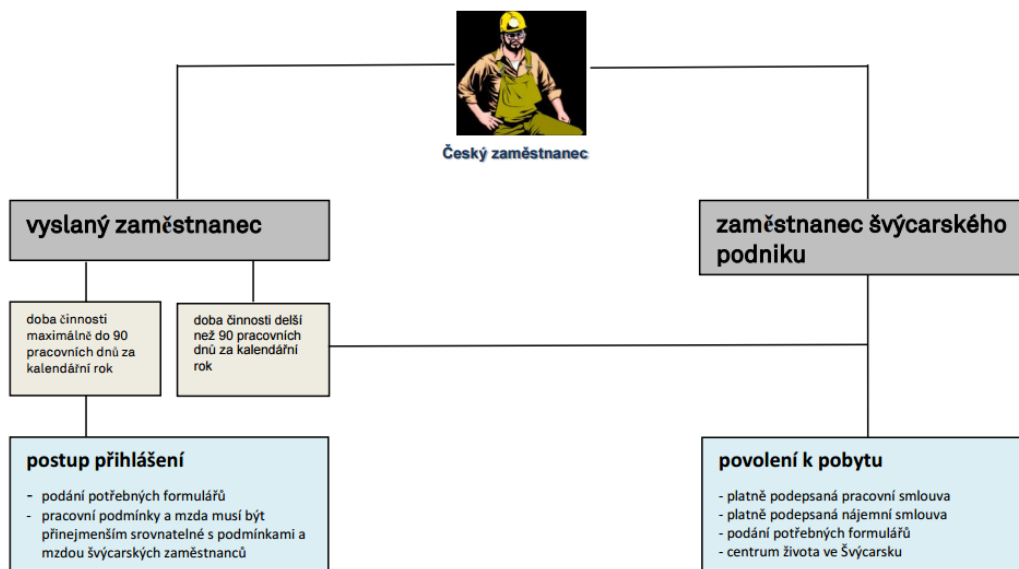 Český zaměstnanec
vyslaný zaměstnanec
zaměstnanec švýcarského
podniku
doba činnosti
maximálně do 90
pracovních dnů za
kalendářní rok
doba činnosti delší
než 90 pracovních
dnů za kalendářní
rok
postup přihlášení
- podání potřebných formulářů
- pracovní podmínky a mzda musí být
přinejmenším srovnatelné s podmínkami a
mzdou švýcarských zaměstnanců
povolení k pobytu
- platně podepsaná pracovní smlouva
- platně podepsaná nájemní smlouva
- podání potřebných formulářů
- centrum života ve Švýcarsku